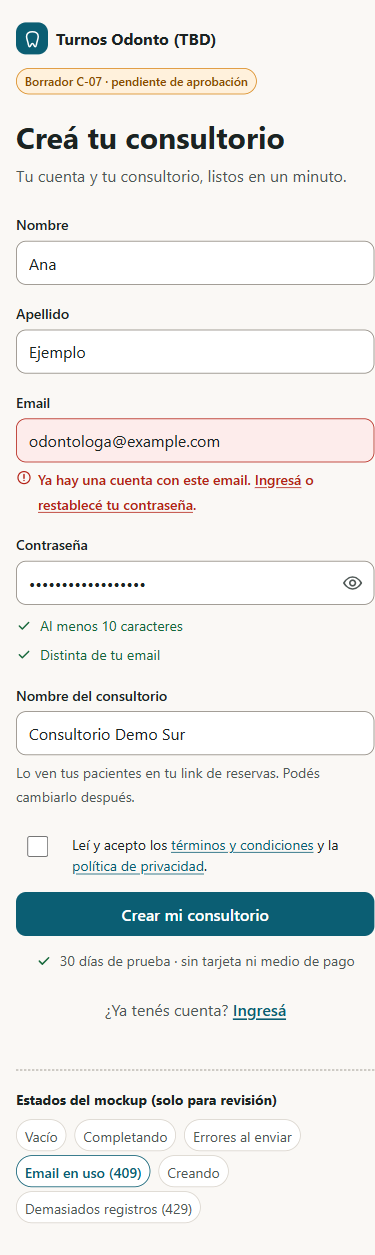 Turnos Odonto (TBD)
Borrador C-07 · pendiente de aprobación
Creá tu consultorio
Tu cuenta y tu consultorio, listos en un minuto.
Nombre
Ana
Apellido
Ejemplo
Email
odontologa@example.com
Ya hay una cuenta con este email. Ingresá o
restablecé tu contraseña.
Contraseña
••••••••••••••••••
Al menos 10 caracteres
Distinta de tu email
Nombre del consultorio
Consultorio Demo Sur
Lo ven tus pacientes en tu link de reservas. Podés
cambiarlo después.
Leí y acepto los términos y condiciones y la
política de privacidad.
Crear mi consultorio
30 días de prueba · sin tarjeta ni medio de pago
¿Ya tenés cuenta? Ingresá
Estados del mockup (solo para revisión)
Vacío Completando Errores al enviar
Email en uso (409) Creando
Demasiados registros (429)